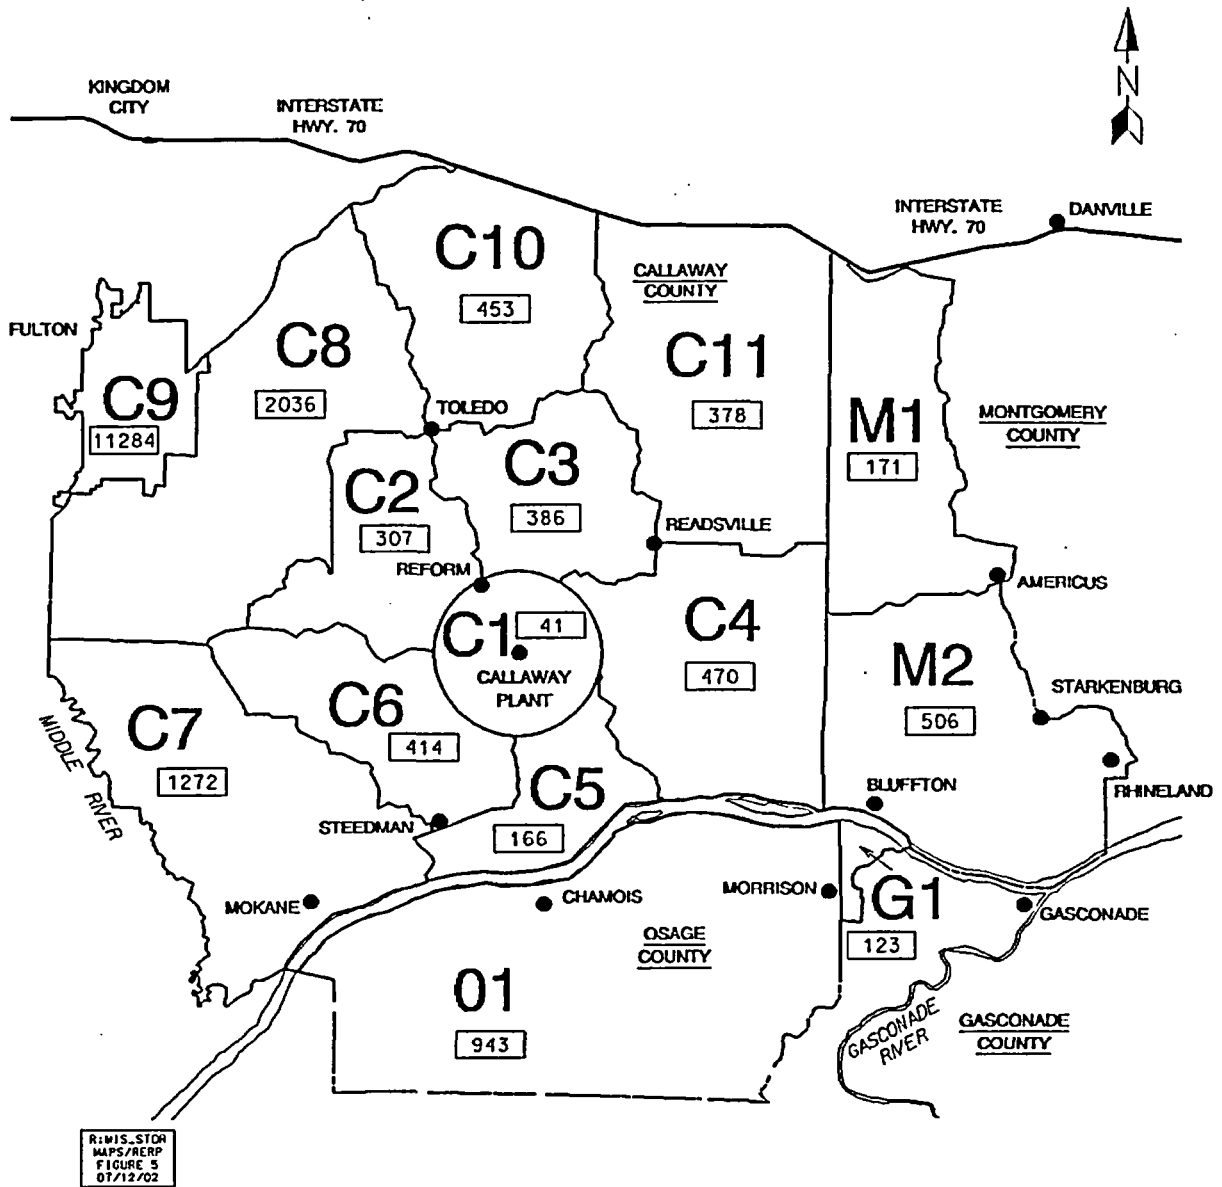 KINGDOM
CITY
INTERSTATE
HWY. 70
N
INTERSTATE
HWY. 70
DANVILLE
C10
453
CALLAWAY
COUNTY
FULTON
C8
2036
C11
378
C9
11284
TOLEDO
M1
171
MONTGOMERY
COUNTY
C3
386
C2
307
READSVILLE
REFORM
AMERICUS
C1
41
CALLAWAY
PLANT
C4
470
M2
506
STARKENBURG
C6
414
C7
1272
MIDDLE RIVER
C5
166
BLUFFTON
RHINELAND
STEEDMAN
MOKANE
CHAMOIS
MORRISON
G1
123
GASCONADE
OSAGE
COUNTY
01
943
GASCONADE
RIVER
GASCONADE
COUNTY
R:MIS_STOR
MAPS/RERP
FIGURE 5
07/12/02